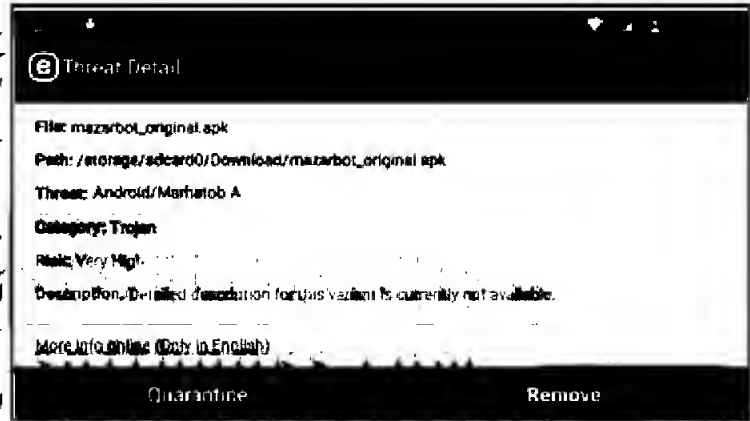 e Threat Detail
File: mazarbot_original.apk
Path: /storage/sdcard0/Download/mazarbot_original apk
Threat: Android/Marhatob A
Category: Trojan
Risk: Very High
Description: Detailed description for this variant is currently not available.
More info online (Only in English)
Quarantine
Remove